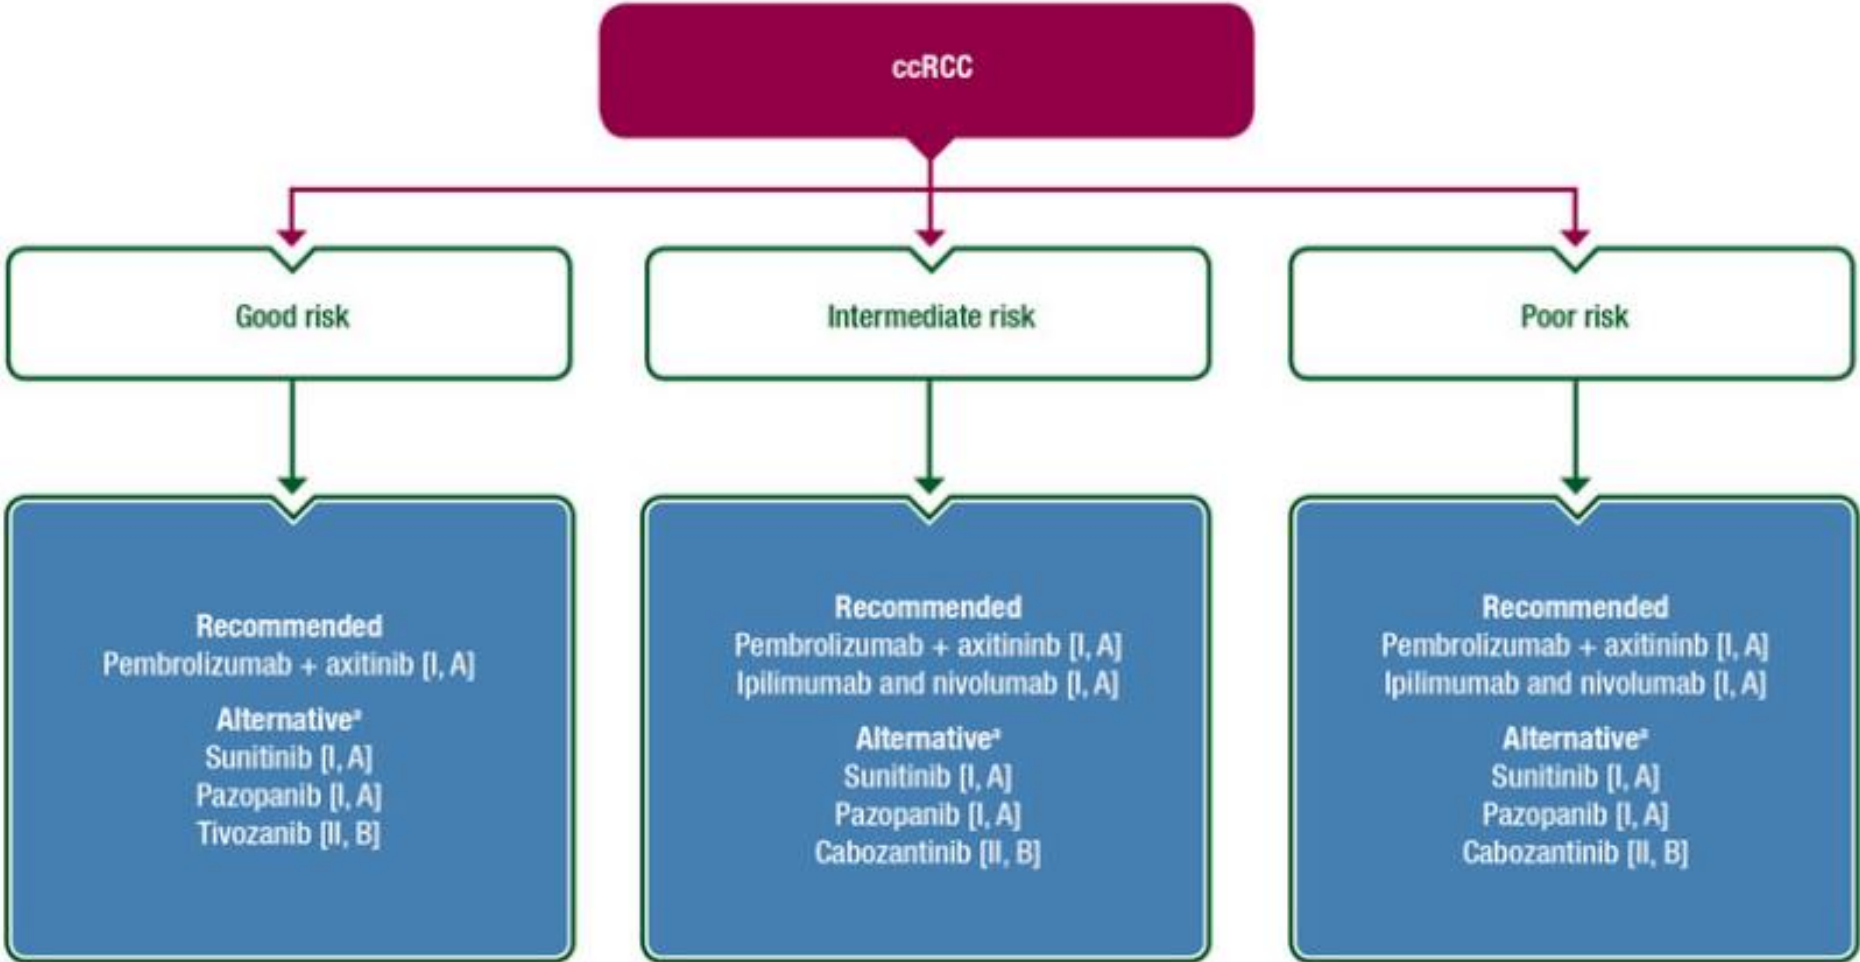 ccRCC
Good risk
Intermediate risk
Poor risk
Recommended
Pembrolizumab + axitinib [I, A]
Alternativeª
Sunitinib [I, A]
Pazopanib [I, A]
Tivozanib [II, B]
Recommended
Pembrolizumab + axitininb [I, A]
Ipilimumab and nivolumab [I, A]
Alternativeª
Sunitinib [I, A]
Pazopanib [I, A]
Cabozantinib [II, B]
Recommended
Pembrolizumab + axitininb [I, A]
Ipilimumab and nivolumab [I, A]
Alternativeª
Sunitinib [I, A]
Pazopanib [I, A]
Cabozantinib [II, B]